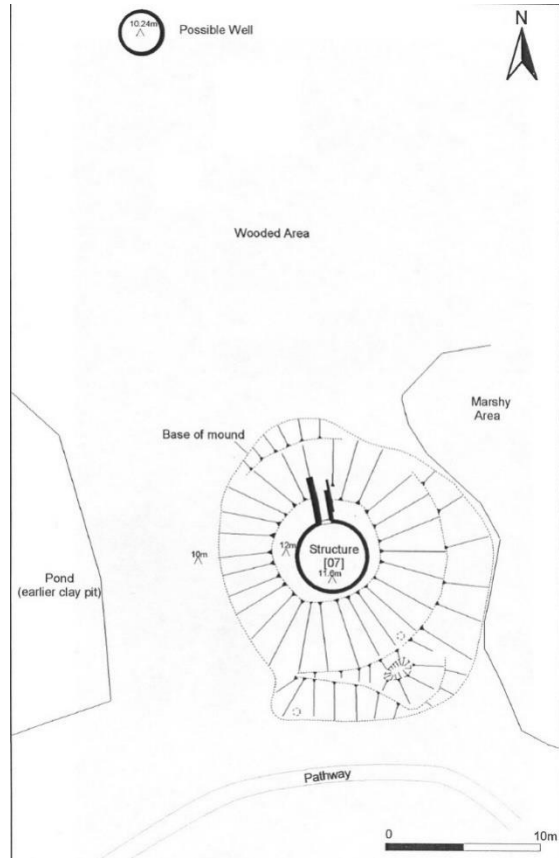 10.24m
Possible Well
N
Wooded Area
Marshy
Area
Base of mound
12m
Structure
[07]
11.6m
10m
Pond
(earlier clay pit)
Pathway
0
10m